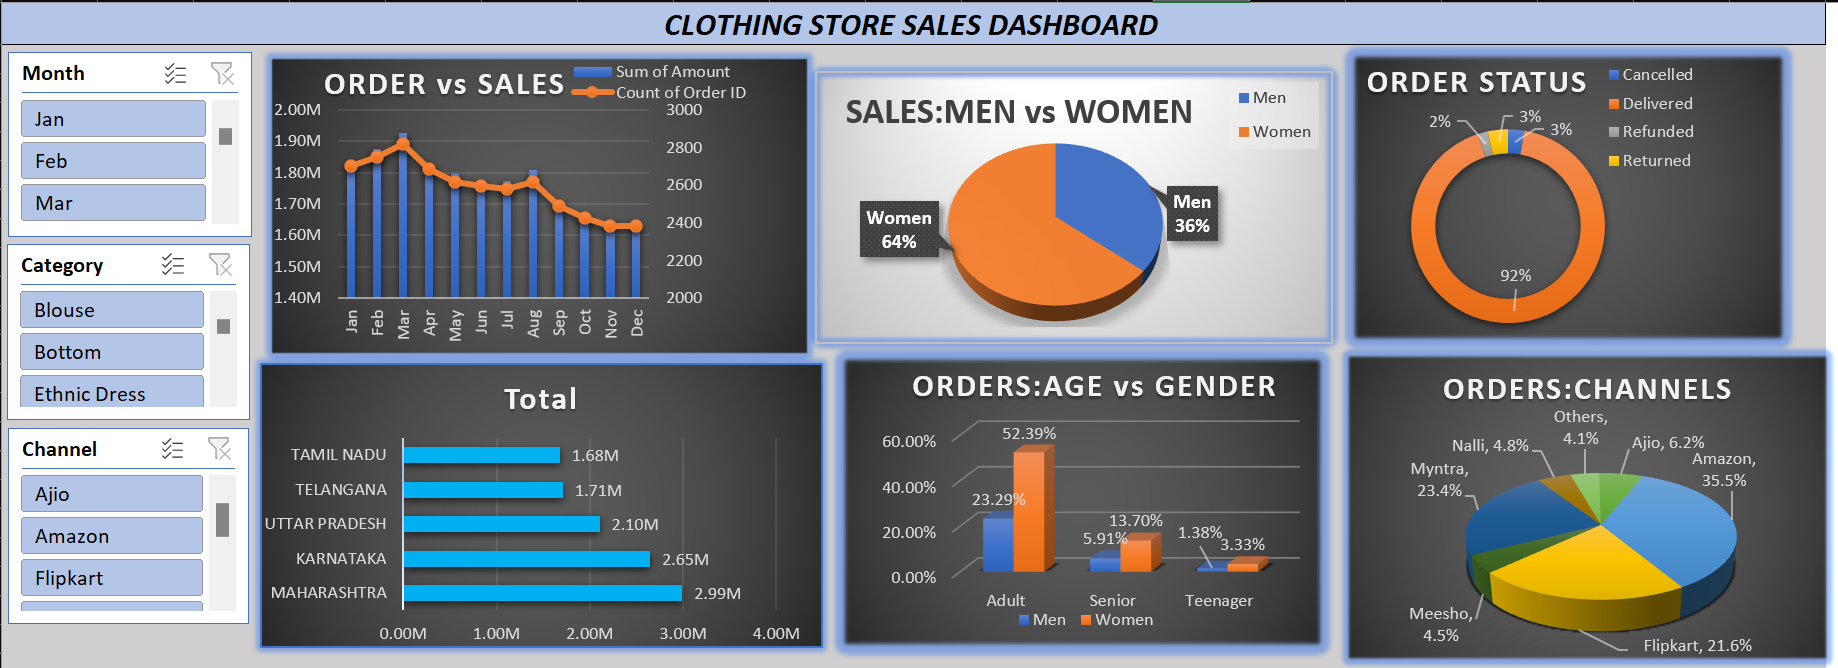 CLOTHING STORE SALES DASHBOARD
Month
Jan
Feb
Mar
Category
Blouse
Bottom
Ethnic Dress
Channel
Ajio
Amazon
Flipkart
ORDER vs SALES
Sum of Amount
Count of Order ID
2.00M
1.90M
1.80M
1.70M
1.60M
1.50M
1.40M
3000
2800
2600
2400
2200
2000
Jan
Feb
Mar
Apr
May
Jun
Jul
Aug
Sep
Oct
Nov
Dec
SALES:MEN vs WOMEN
Men
Women
Women
64%
Men
36%
ORDER STATUS
Cancelled
Delivered
Refunded
Returned
2%
3%
3%
92%
Total
TAMIL NADU
1.68M
TELANGANA
1.71M
UTTAR PRADESH
2.10M
KARNATAKA
2.65M
MAHARASHTRA
2.99M
0.00M
1.00M
2.00M
3.00M
4.00M
ORDERS:AGE vs GENDER
60.00%
40.00%
20.00%
0.00%
23.29%
52.39%
5.91%
13.70%
1.38%
3.33%
Adult
Senior
Teenager
Men
Women
ORDERS:CHANNELS
Others,
4.1%
Ajio, 6.2%
Nalli, 4.8%
Amazon,
35.5%
Myntra,
23.4%
Meesho,
4.5%
Flipkart, 21.6%